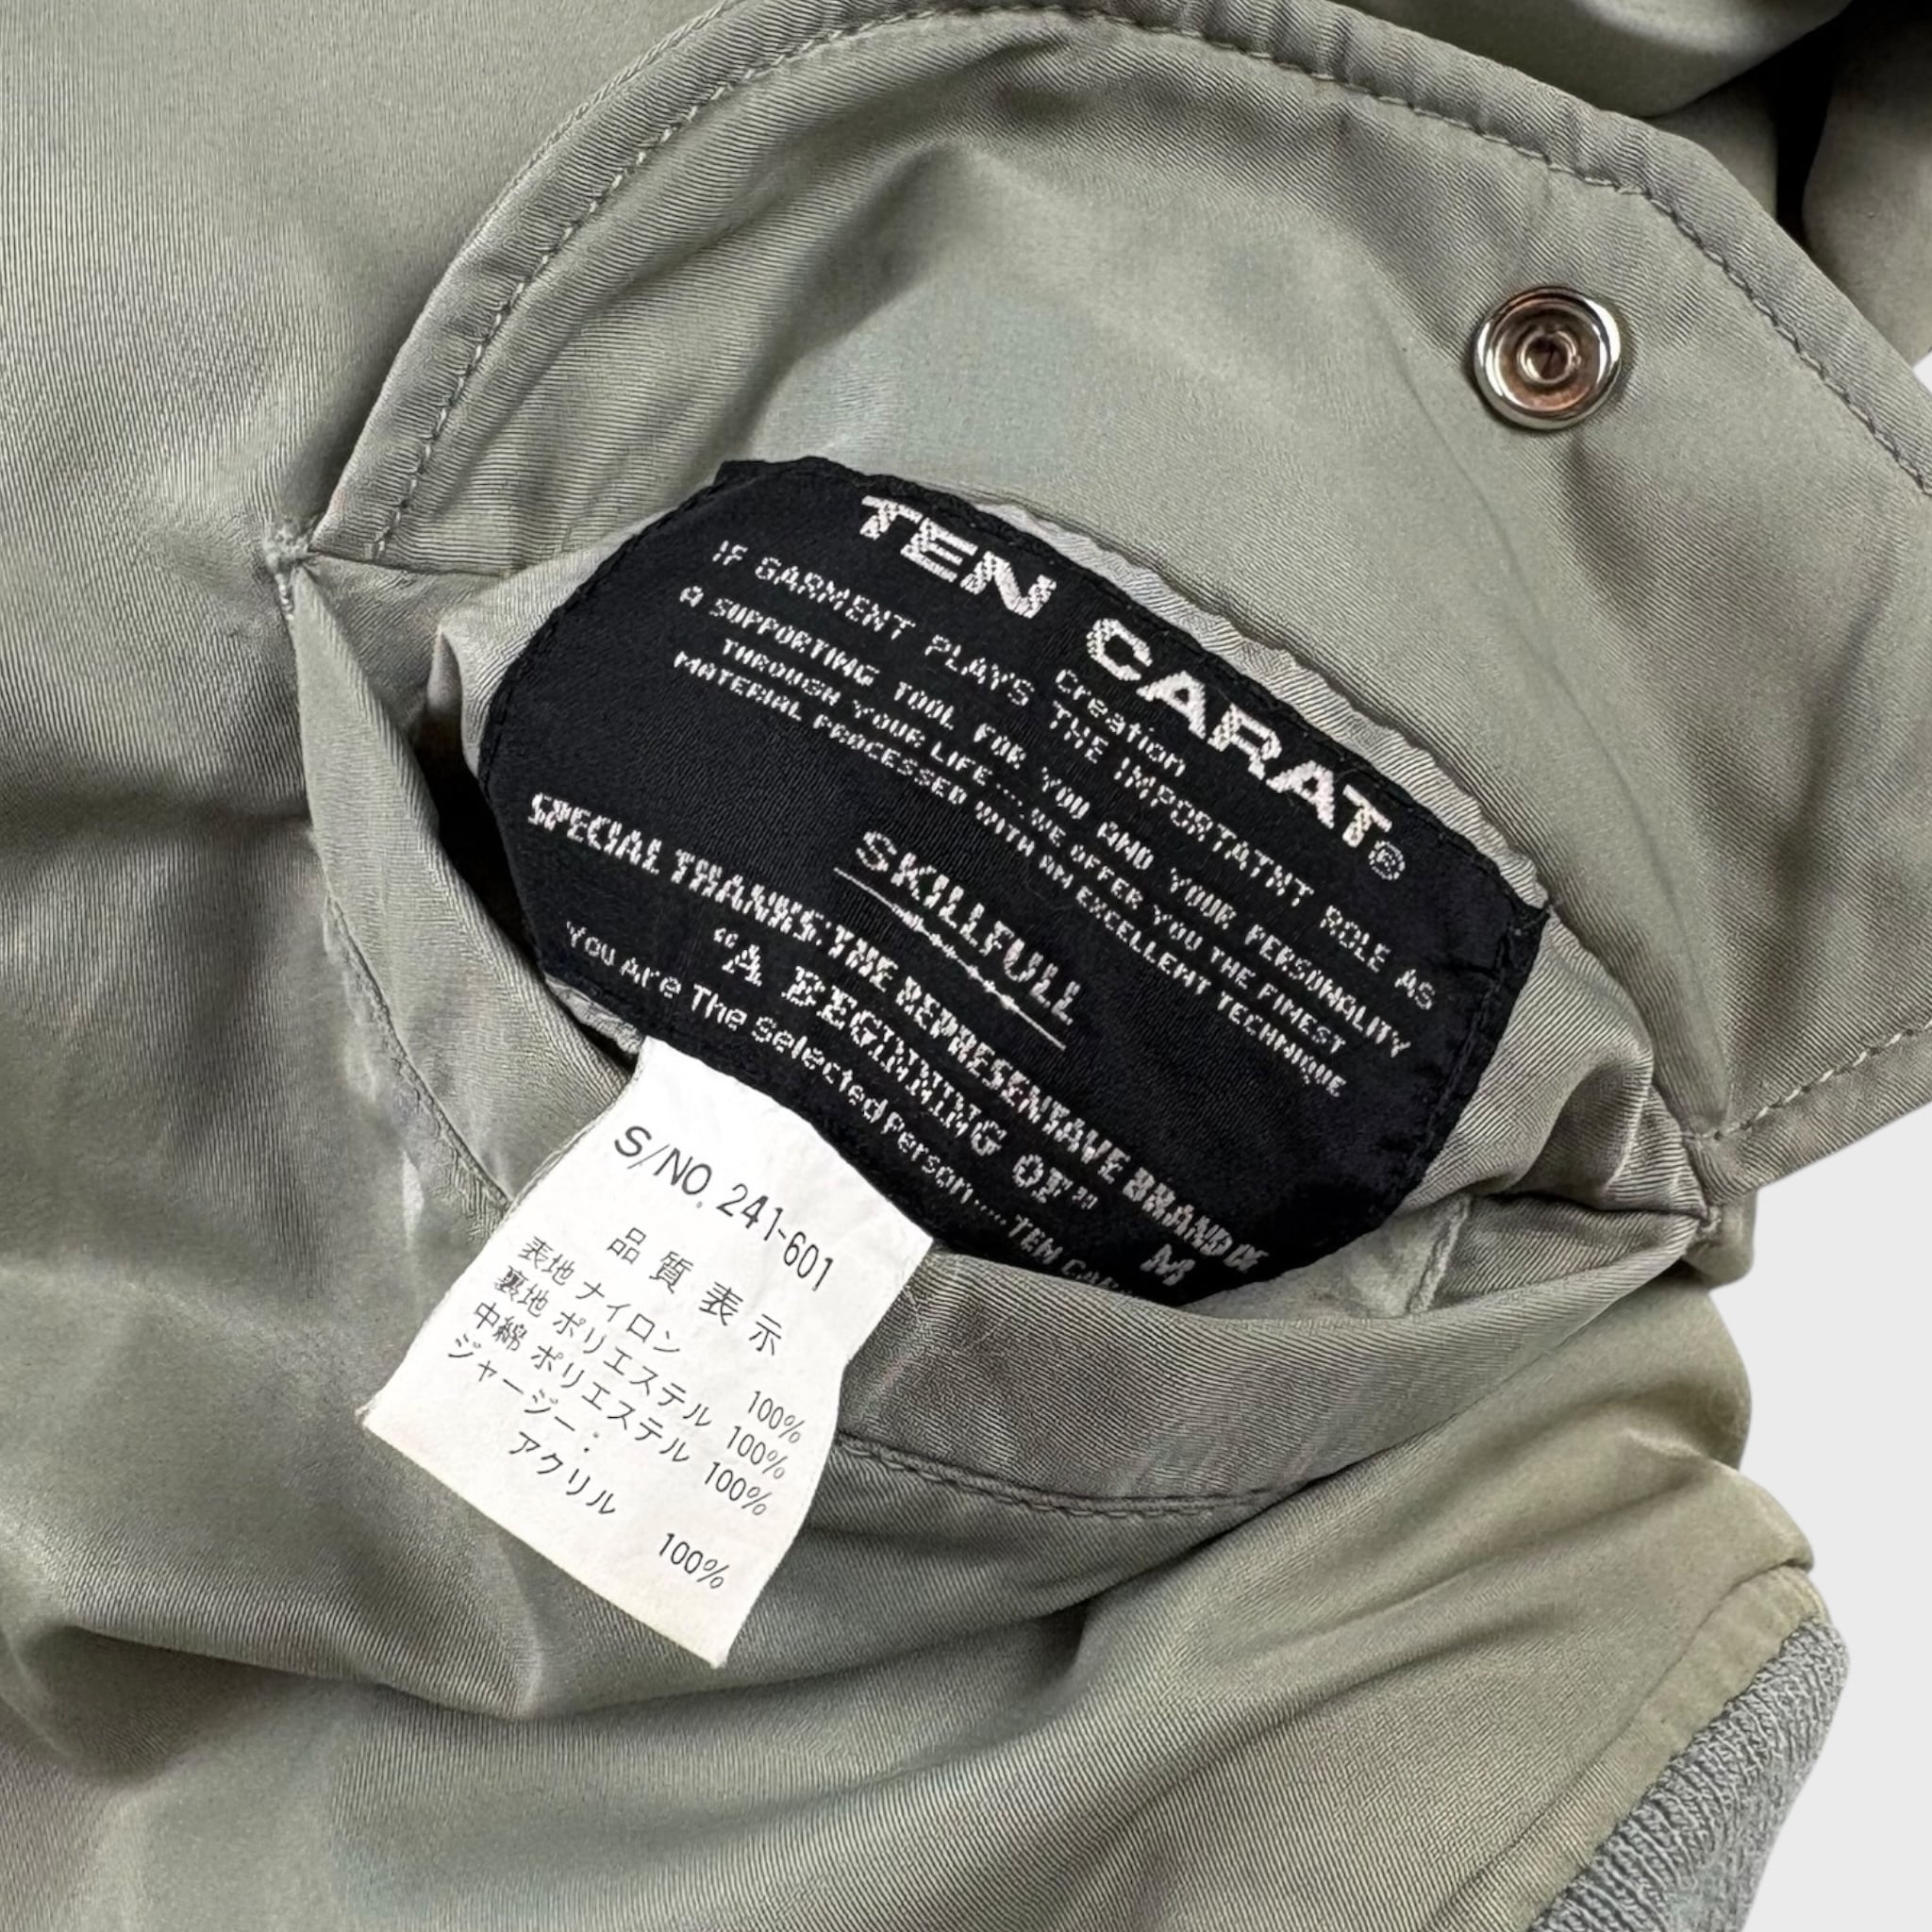 TEN CARAT®
Creation
IF GARMENT PLAYS THE IMPORTATNT ROLE AS
A SUPPORTING TOOL FOR YOU AND YOUR PERSONQLITY
THROUGH YOUR LIFE....WE OFFER YOU THE FINEST
MATERIAL PROCESSED WITH AN EXCELLENT TECHNIQUE
SKILLFULL
SPECIAL THANKS:THE REPRESENTAVE BRAND OF
"A BEGINNING OF"
You Are The Selected Person....TEN
M
S/NO. 241-601
品質表示
表地 ナイロン 100%
裏地 ポリエステル 100%
中綿 ポリエステル 100%
ジャージー:
アクリル 100%